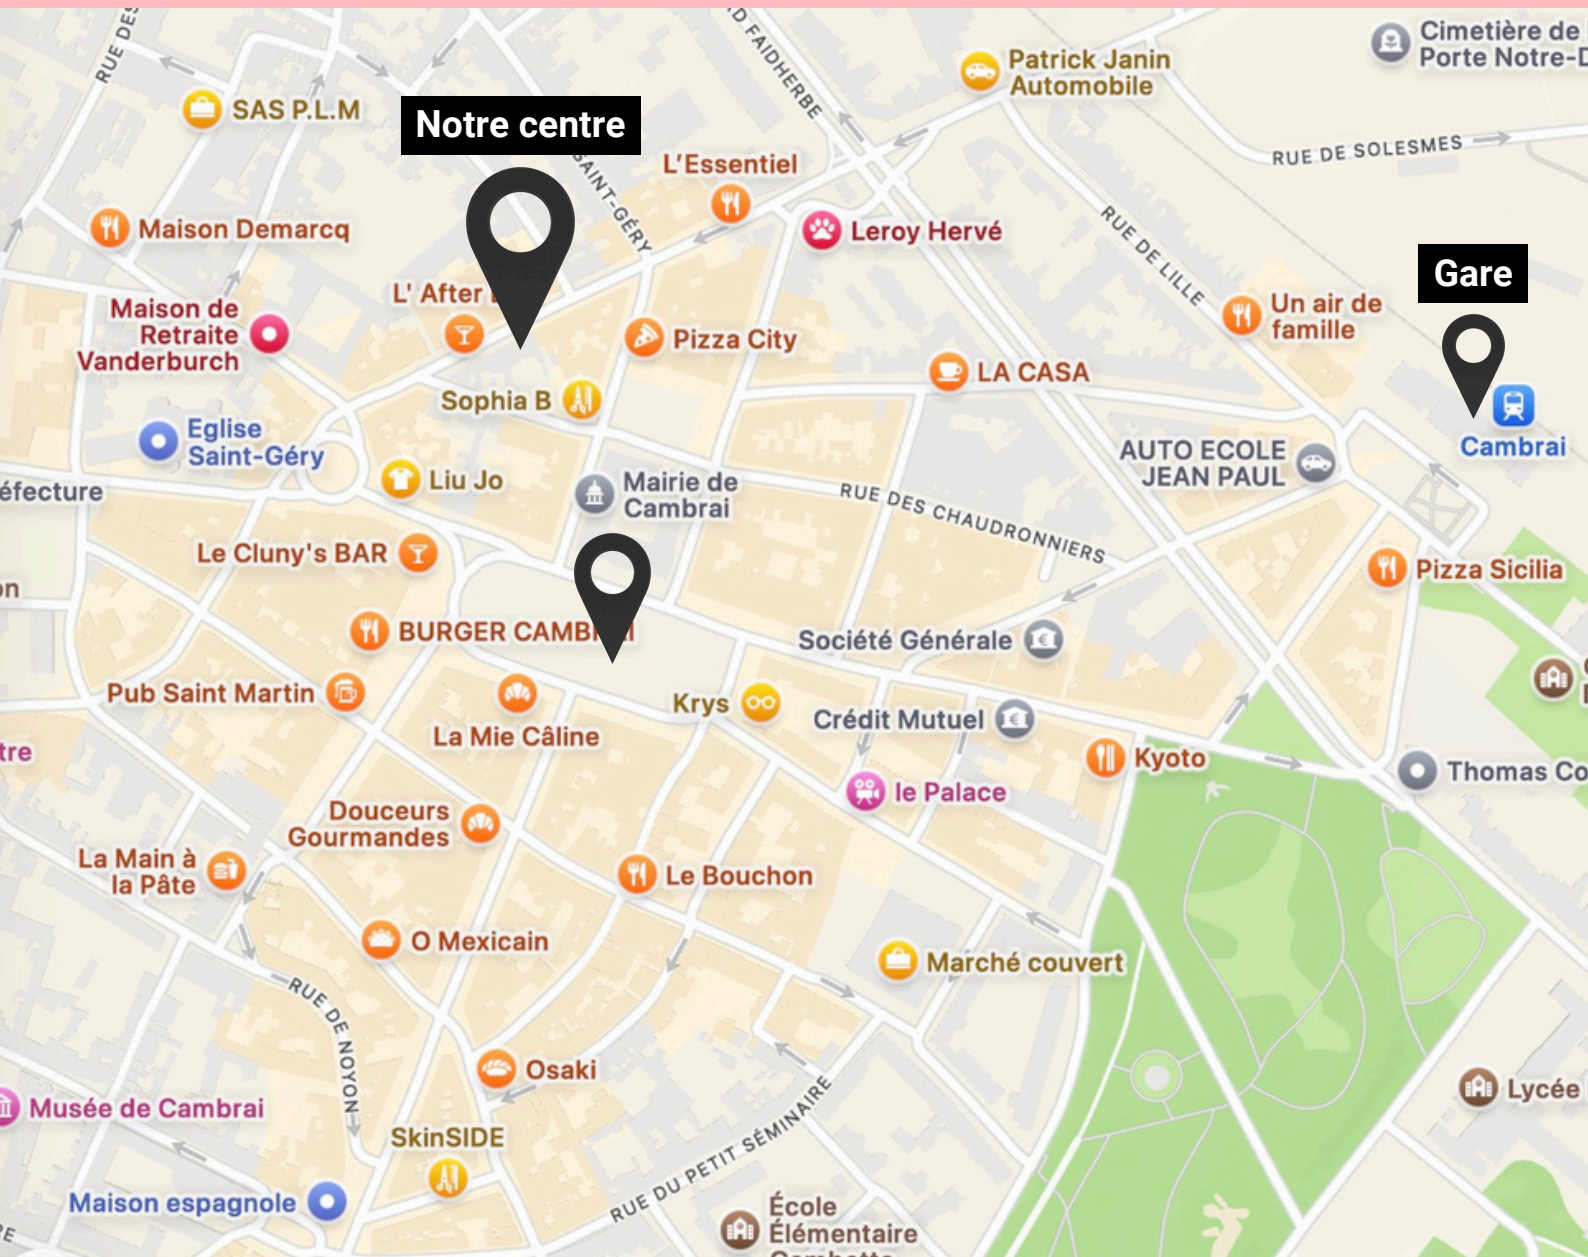 RUE DES
D FAIDHERBE
Patrick Janin
Automobile
Cimetière de
Porte Notre-D
SAS P.L.M
Notre centre
SAINT-GÉRY
L'Essentiel
RUE DE SOLESMES
Maison Demarcq
Leroy Hervé
RUE DE LILLE
Gare
L' After
Maison de
Retraite
Vanderburch
Pizza City
Un air de
famille
LA CASA
Sophia B
Eglise
Saint-Géry
Cambrai
AUTO ECOLE
JEAN PAUL
Liu Jo
éfecture
Mairie de
Cambrai
RUE DES CHAUDRONNIERS
Le Cluny's BAR
Pizza Sicilia
on
BURGER CAMB
Société Générale
Pub Saint Martin
Krys
Crédit Mutuel
La Mie Câline
tre
Kyoto
Thomas Co
le Palace
Douceurs
Gourmandes
La Main à
la Pâte
Le Bouchon
O Mexicain
Marché couvert
RUE DE NOYON
Osaki
Lycée
Musée de Cambrai
RUE DU PETIT SÉMINAIRE
SkinSIDE
Maison espagnole
École
Élémentaire
RE